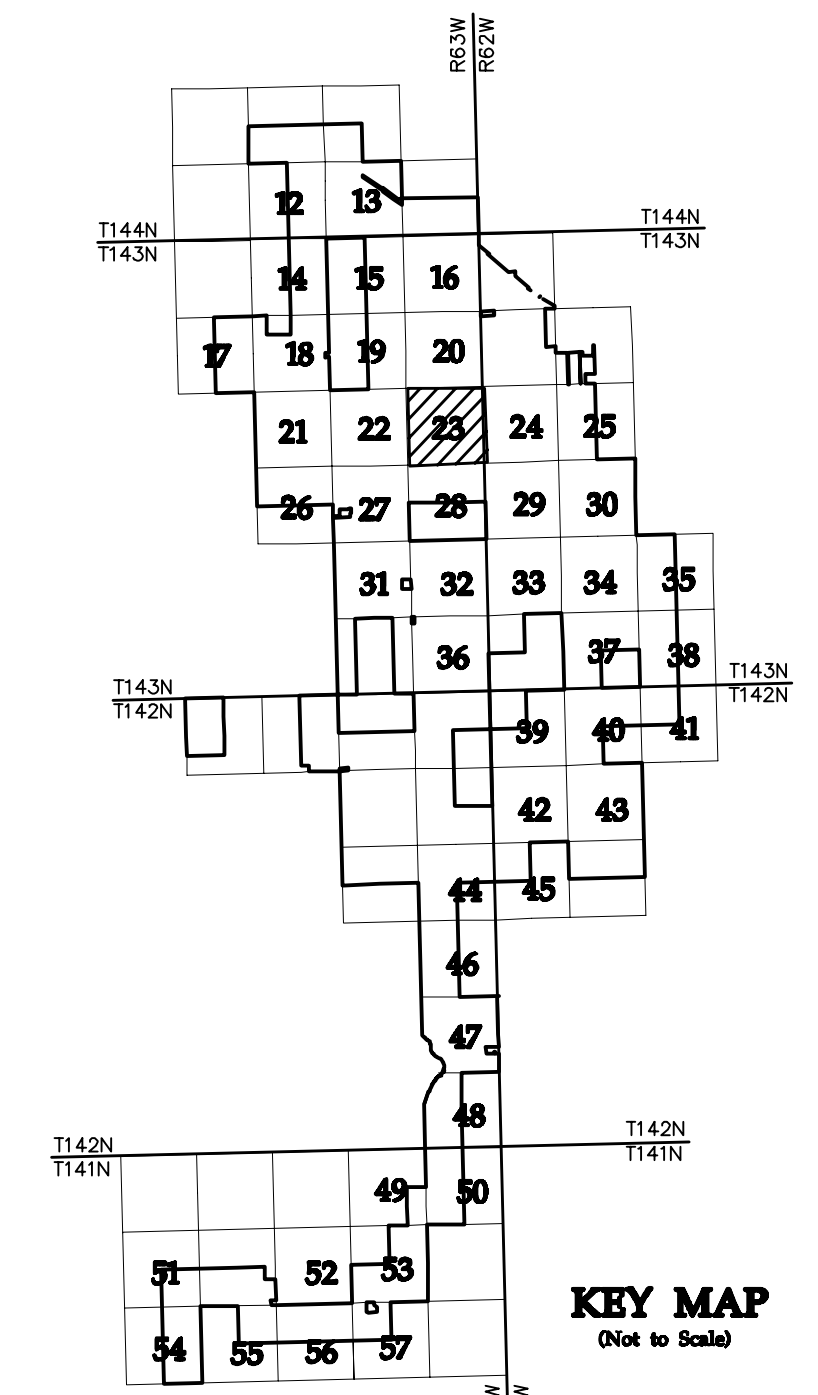 R63W
R62W
12 13
T144N T144N
T143N T143N
14 15 16
17 18 19 20
21 22 23 24 25
26 27 28 29 30
31 32 33 34 35
36 37 38
T143N T143N
T142N T142N
39 40 41
42 43
44 45
46
47
48
T142N T142N
T141N T141N
49 50
51 52 53
KEY MAP
(Not to Scale)
54 55 56 57
W W